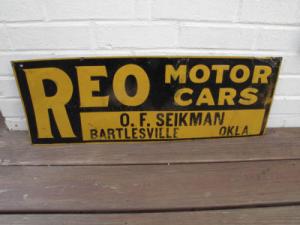 REO MOTOR CARS
O. F. SEIKMAN
BARTLESVILLE OKLA.